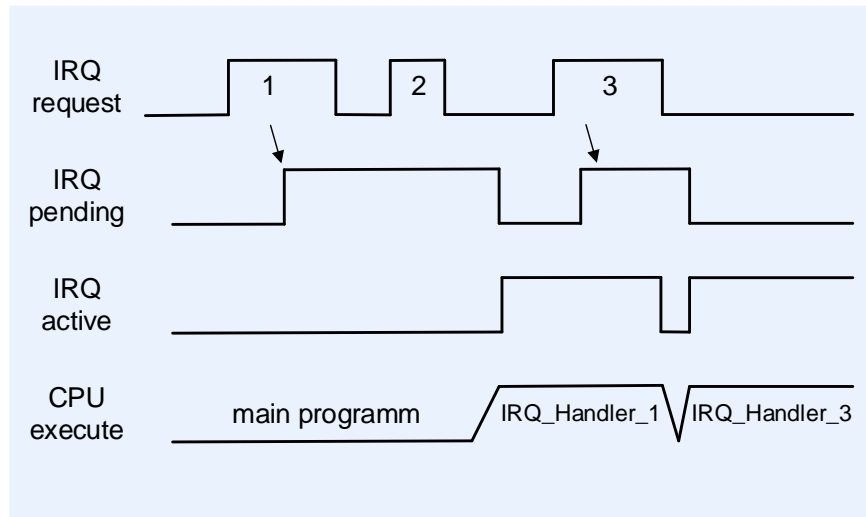 IRQ
request
1
2
3
IRQ
pending
IRQ
active
CPU
execute
main programm
IRQ_Handler_1
IRQ_Handler_3